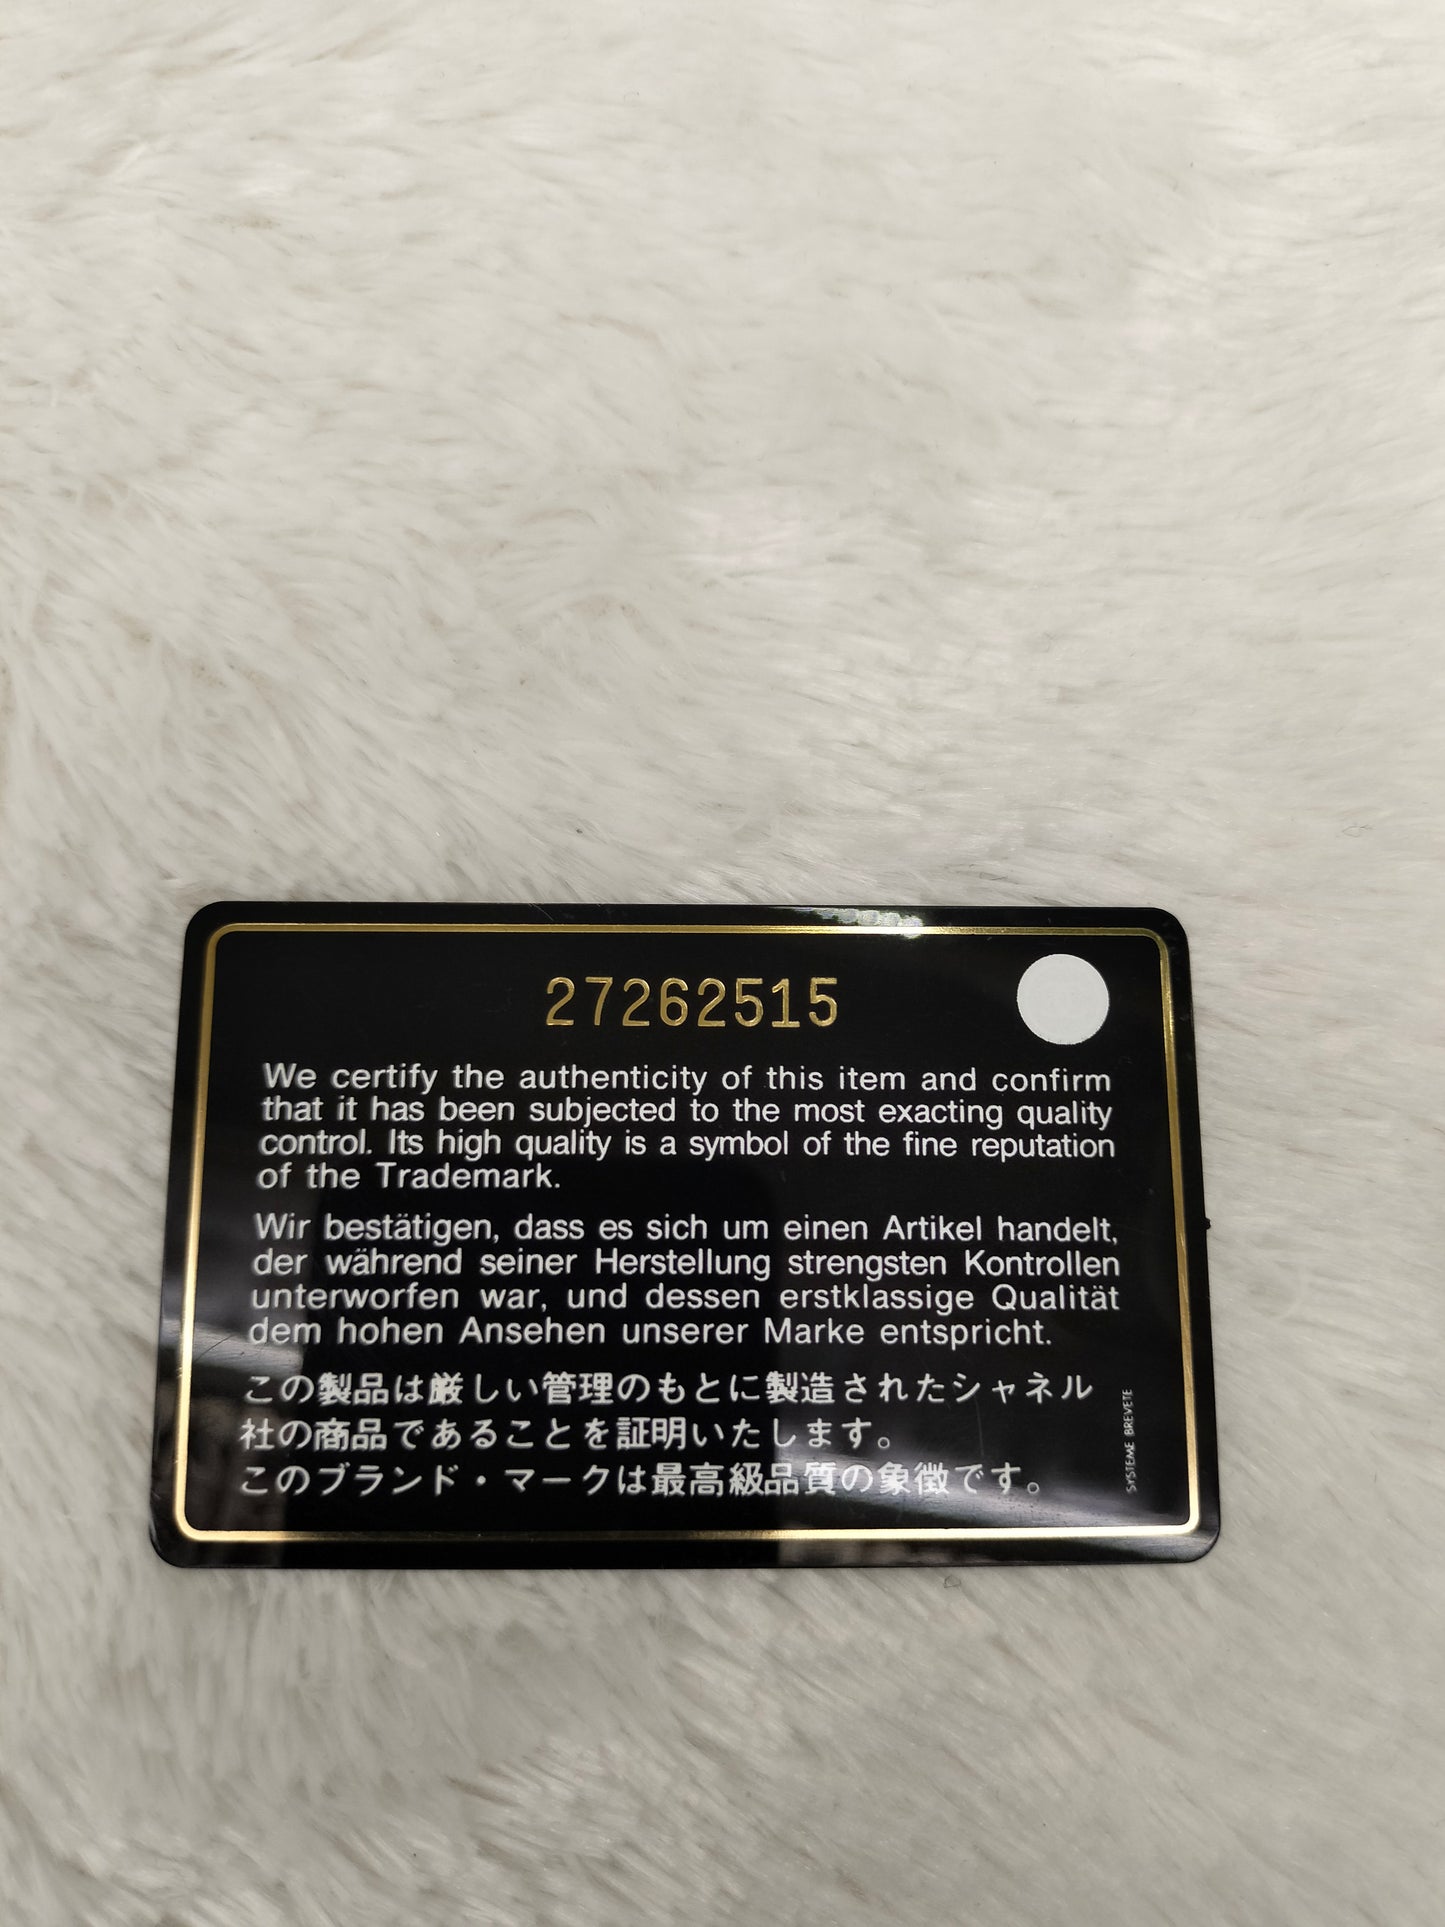 27262515
We certify the authenticity of this item and confirm
that it has been subjected to the most exacting quality
control. Its high quality is a symbol of the fine reputation
of the Trademark.
Wir bestätigen, dass es sich um einen Artikel handelt,
der während seiner Herstellung strengsten Kontrollen
unterworfen war, und dessen erstklassige Qualität
dem hohen Ansehen unserer Marke entspricht.
この製品は厳しい管理のもとに製造されたシャネル
社の商品であることを証明いたします。
このブランド・マークは最高級品質の象徴です。
SYSTEME BREVETE